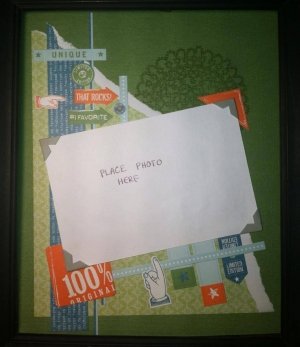 UNIQUE
THAT ROCKS!
#1 FAVORITE
PLACE PHOTO
HERE
LIMITED
EDITION
100%
ORIGINAL